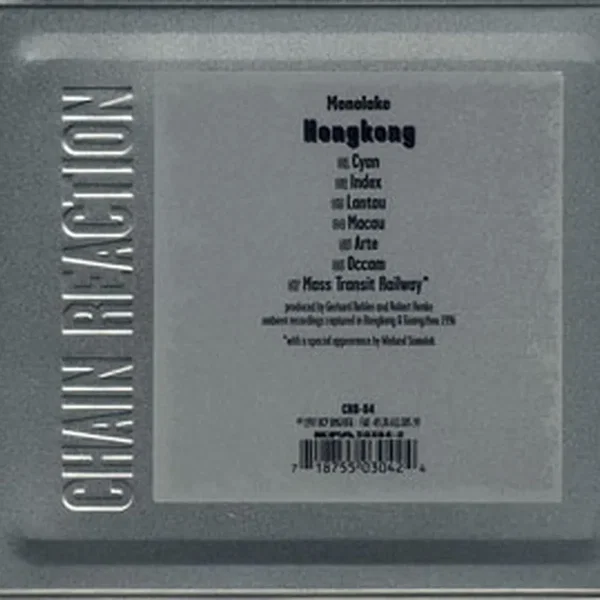 CHAIN REACTION
Monolake
Hongkong
Cyan
Index
Lantau
Macau
Arte
Occam
Mass Transit Railway*
produced by Gerhard Behles and Robert Henke
ambient recordings captured in Hongkong & Guangzhou 1996
*with a special appearance by Wieland Samolak
CRD-04
7 18755 03042 4